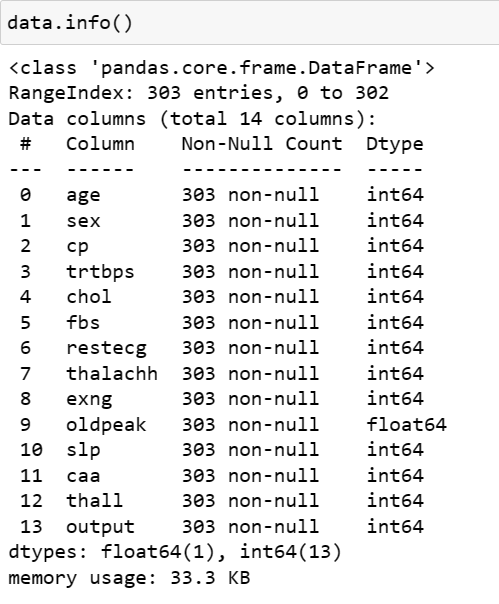 data.info()
<class 'pandas.core.frame.DataFrame'>
RangeIndex: 303 entries, 0 to 302
Data columns (total 14 columns):
 #   Column    Non-Null Count  Dtype
---  ------    --------------  -----
 0   age       303 non-null    int64
 1   sex       303 non-null    int64
 2   cp        303 non-null    int64
 3   trtbps    303 non-null    int64
 4   chol      303 non-null    int64
 5   fbs       303 non-null    int64
 6   restecg   303 non-null    int64
 7   thalachh  303 non-null    int64
 8   exng      303 non-null    int64
 9   oldpeak   303 non-null    float64
 10  slp       303 non-null    int64
 11  caa       303 non-null    int64
 12  thall     303 non-null    int64
 13  output    303 non-null    int64
dtypes: float64(1), int64(13)
memory usage: 33.3 KB